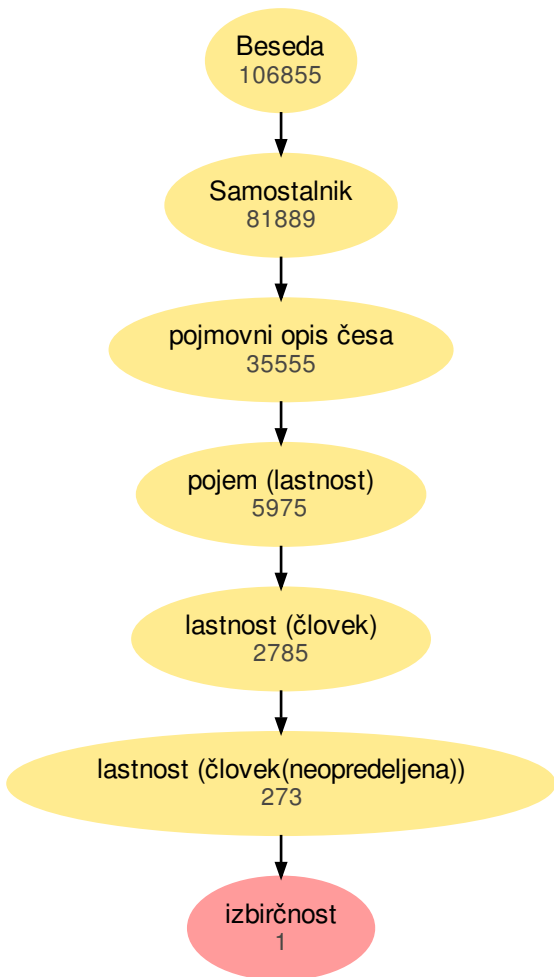 Beseda
106855
Samostalnik
81889
pojmovni opis česa
35555
pojem (lastnost)
5975
lastnost (človek)
2785
lastnost (človek(neopredeljena))
273
izbirčnost
1